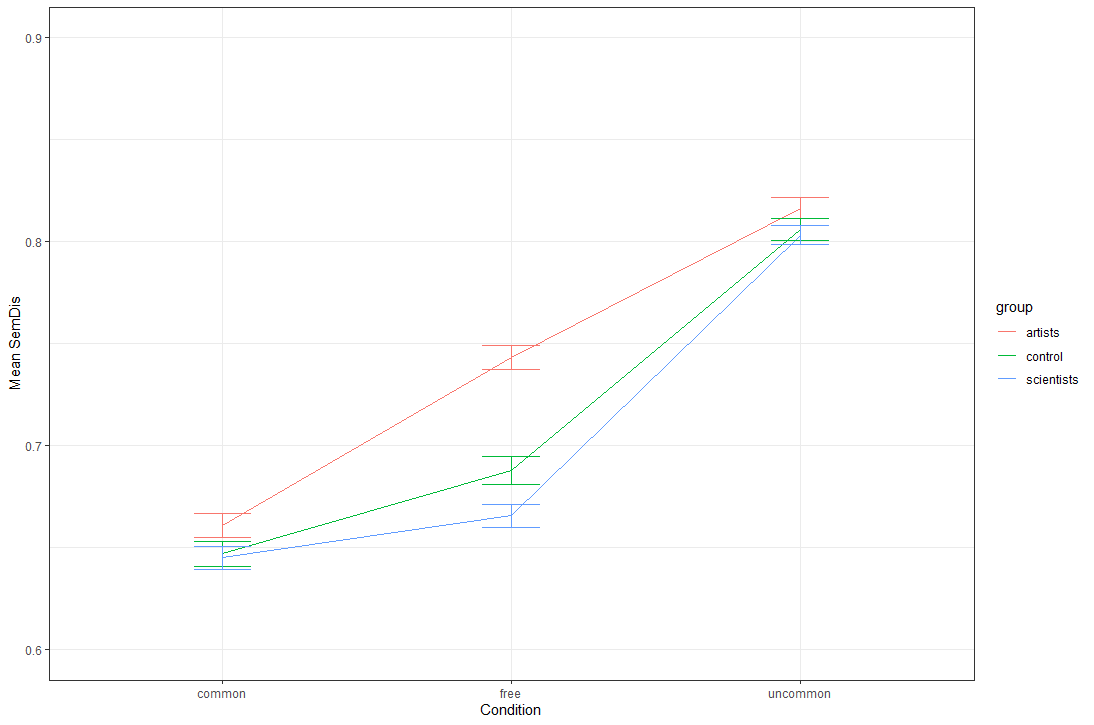 0.9
0.8
0.7
0.6
Mean SemDis
common free uncommon
Condition
group
artists
control
scientists